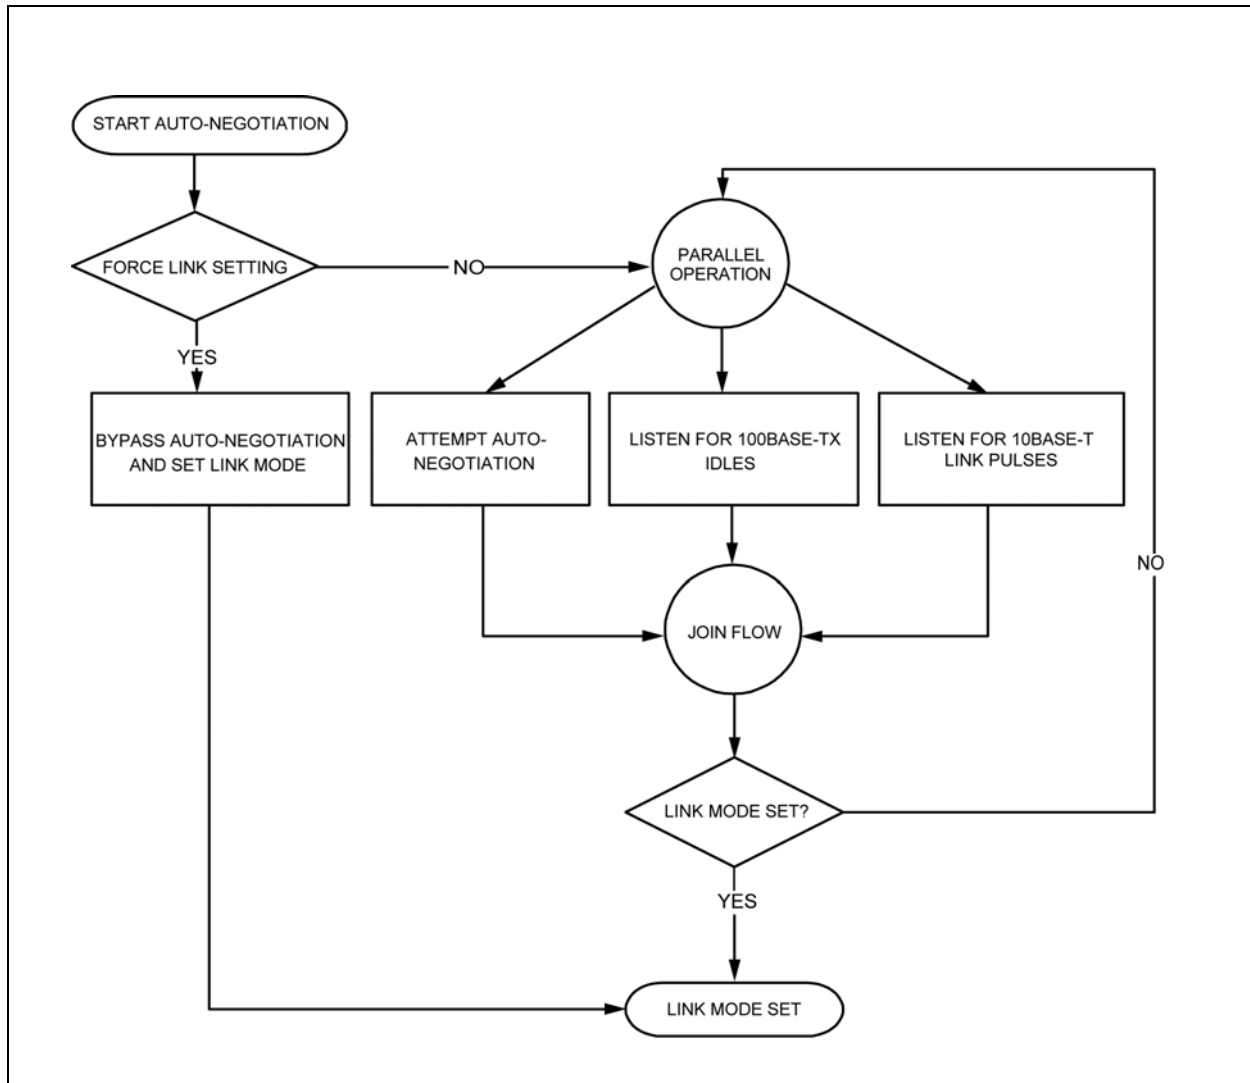 START AUTO-NEGOTIATION
FORCE LINK SETTING
NO
PARALLEL
OPERATION
YES
BYPASS AUTO-NEGOTIATION
AND SET LINK MODE
ATTEMPT AUTO-
NEGOTIATION
LISTEN FOR 100BASE-TX
IDLES
LISTEN FOR 10BASE-T
LINK PULSES
NO
JOIN FLOW
LINK MODE SET?
YES
LINK MODE SET